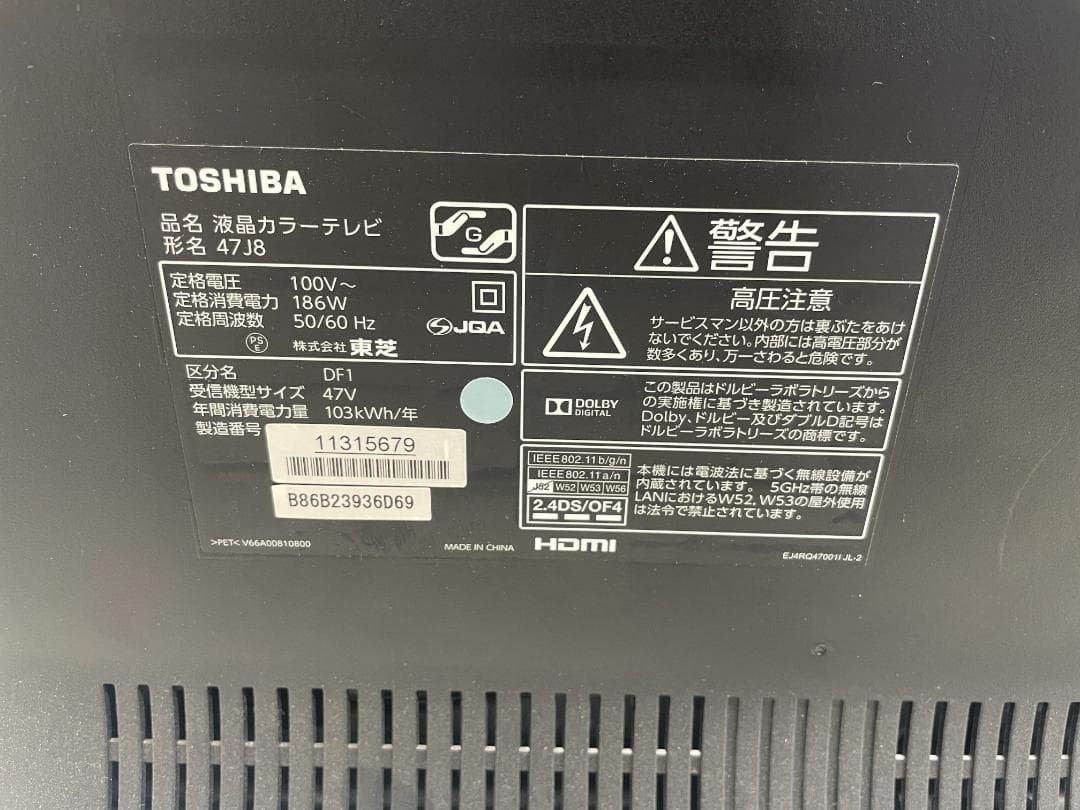 TOSHIBA
品名 液晶カラーテレビ
形名 47J8
G
定格電圧 100V～
定格消費電力 186W
定格周波数 50/60 Hz
JQA
PS
E
株式会社 東芝
区分名 DF1
受信機型サイズ 47V
年間消費電力量 103kWh/年
製造番号
11315679
B86B23936D69
>PET< V66A00810800
MADE IN CHINA
警告
高圧注意
サービスマン以外の方は裏ぶたをあけ
ないでください。内部には高電圧部分が
数多くあり、万一さわると危険です。
DOLBY
DIGITAL
この製品はドルビーラボラトリーズから
の実施権に基づき製造されています。
Dolby、ドルビー及びダブルD記号は
ドルビーラボラトリーズの商標です。
IEEE802.11b/g/n
IEEE802.11a/n
J52 W52 W53 W56
2.4DS/OF4
本機には電波法に基づく無線設備が
内蔵されています。 5GHz帯の無線
LANにおけるW52、W53の屋外使用
は法令で禁止されています。
HDMI
EJ4RQ47001I JL-2